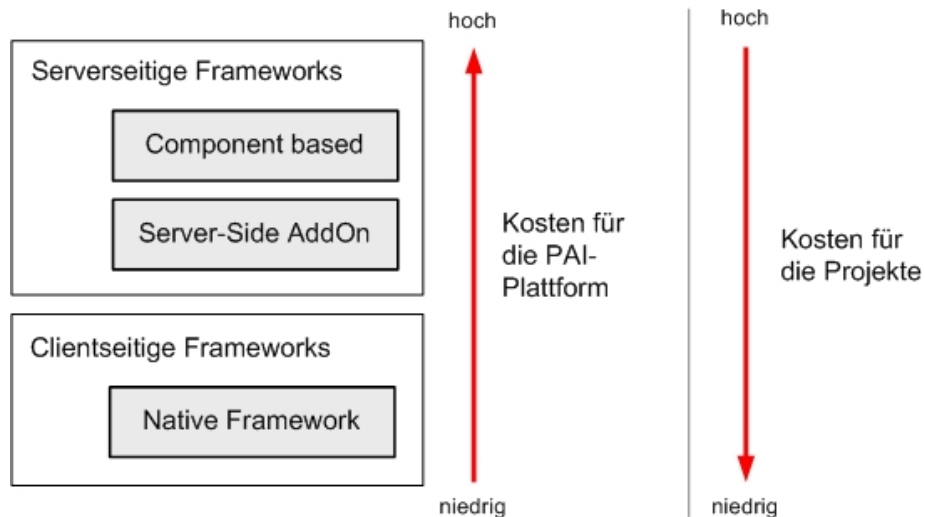 Serverseitige Frameworks
Component based
Server-Side AddOn
Clientseitige Frameworks
Native Framework
hoch
Kosten für
die PAI-
Plattform
niedrig
hoch
Kosten für
die Projekte
niedrig